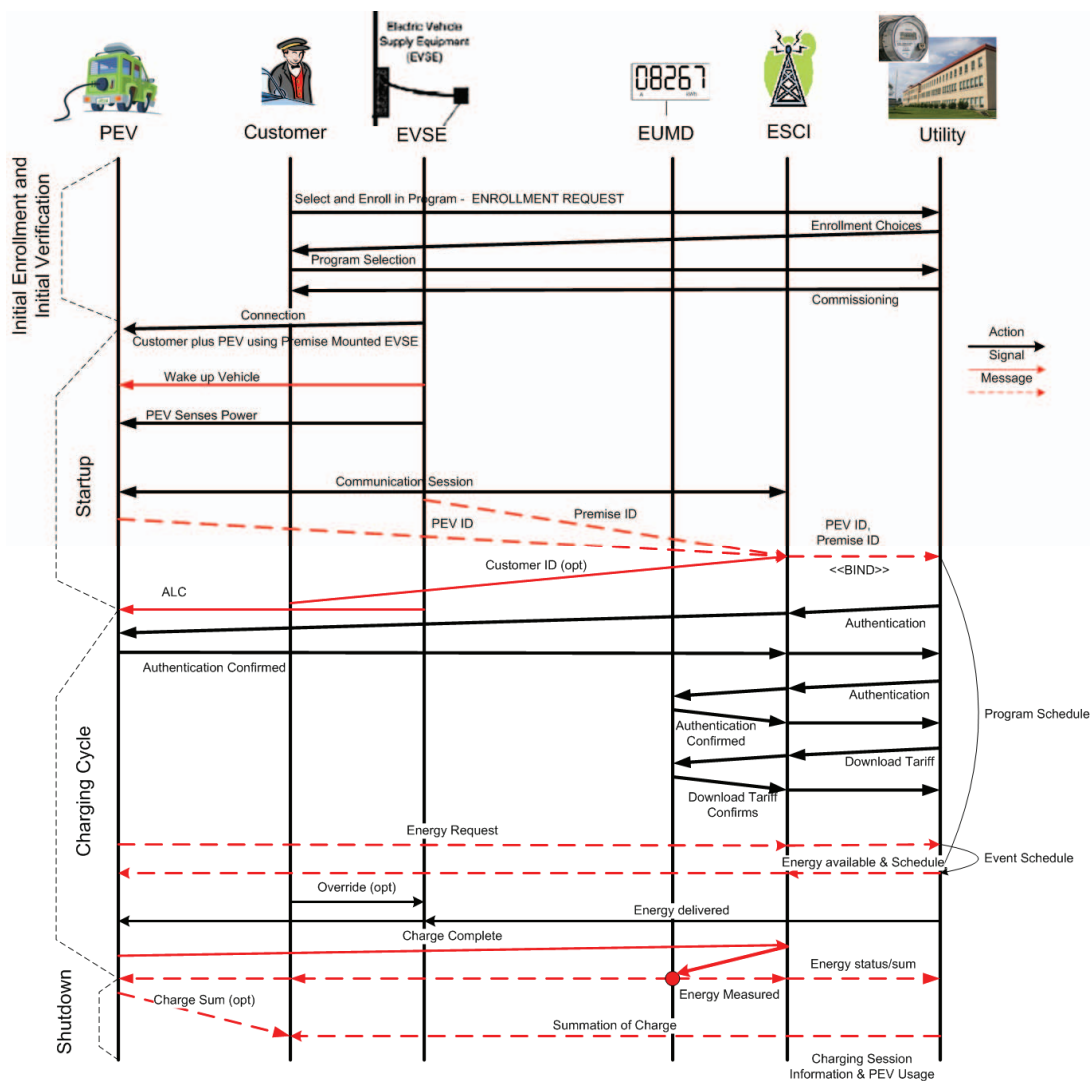 Electric Vehicle
Supply Equipment
(EVSE)
08267
kWh
PEV
Customer
EVSE
EUMD
ESCI
Utility
Initial Enrollment and
Initial Verification
Select and Enroll in Program - ENROLLMENT REQUEST
Enrollment Choices
Program Selection
Commissioning
Connection
Customer plus PEV using Premise Mounted EVSE
Action
Signal
Message
Startup
Wake up Vehicle
PEV Senses Power
Communication Session
PEV ID
Premise ID
PEV ID,
Premise ID
<<BIND>>
Customer ID (opt)
ALC
Charging Cycle
Authentication
Authentication Confirmed
Authentication
Authentication
Confirmed
Program Schedule
Download Tariff
Download Tariff
Confirms
Energy Request
Energy available & Schedule
Event Schedule
Override (opt)
Energy delivered
Charge Complete
Energy status/sum
Energy Measured
Shutdown
Charge Sum (opt)
Summation of Charge
Charging Session
Information & PEV Usage